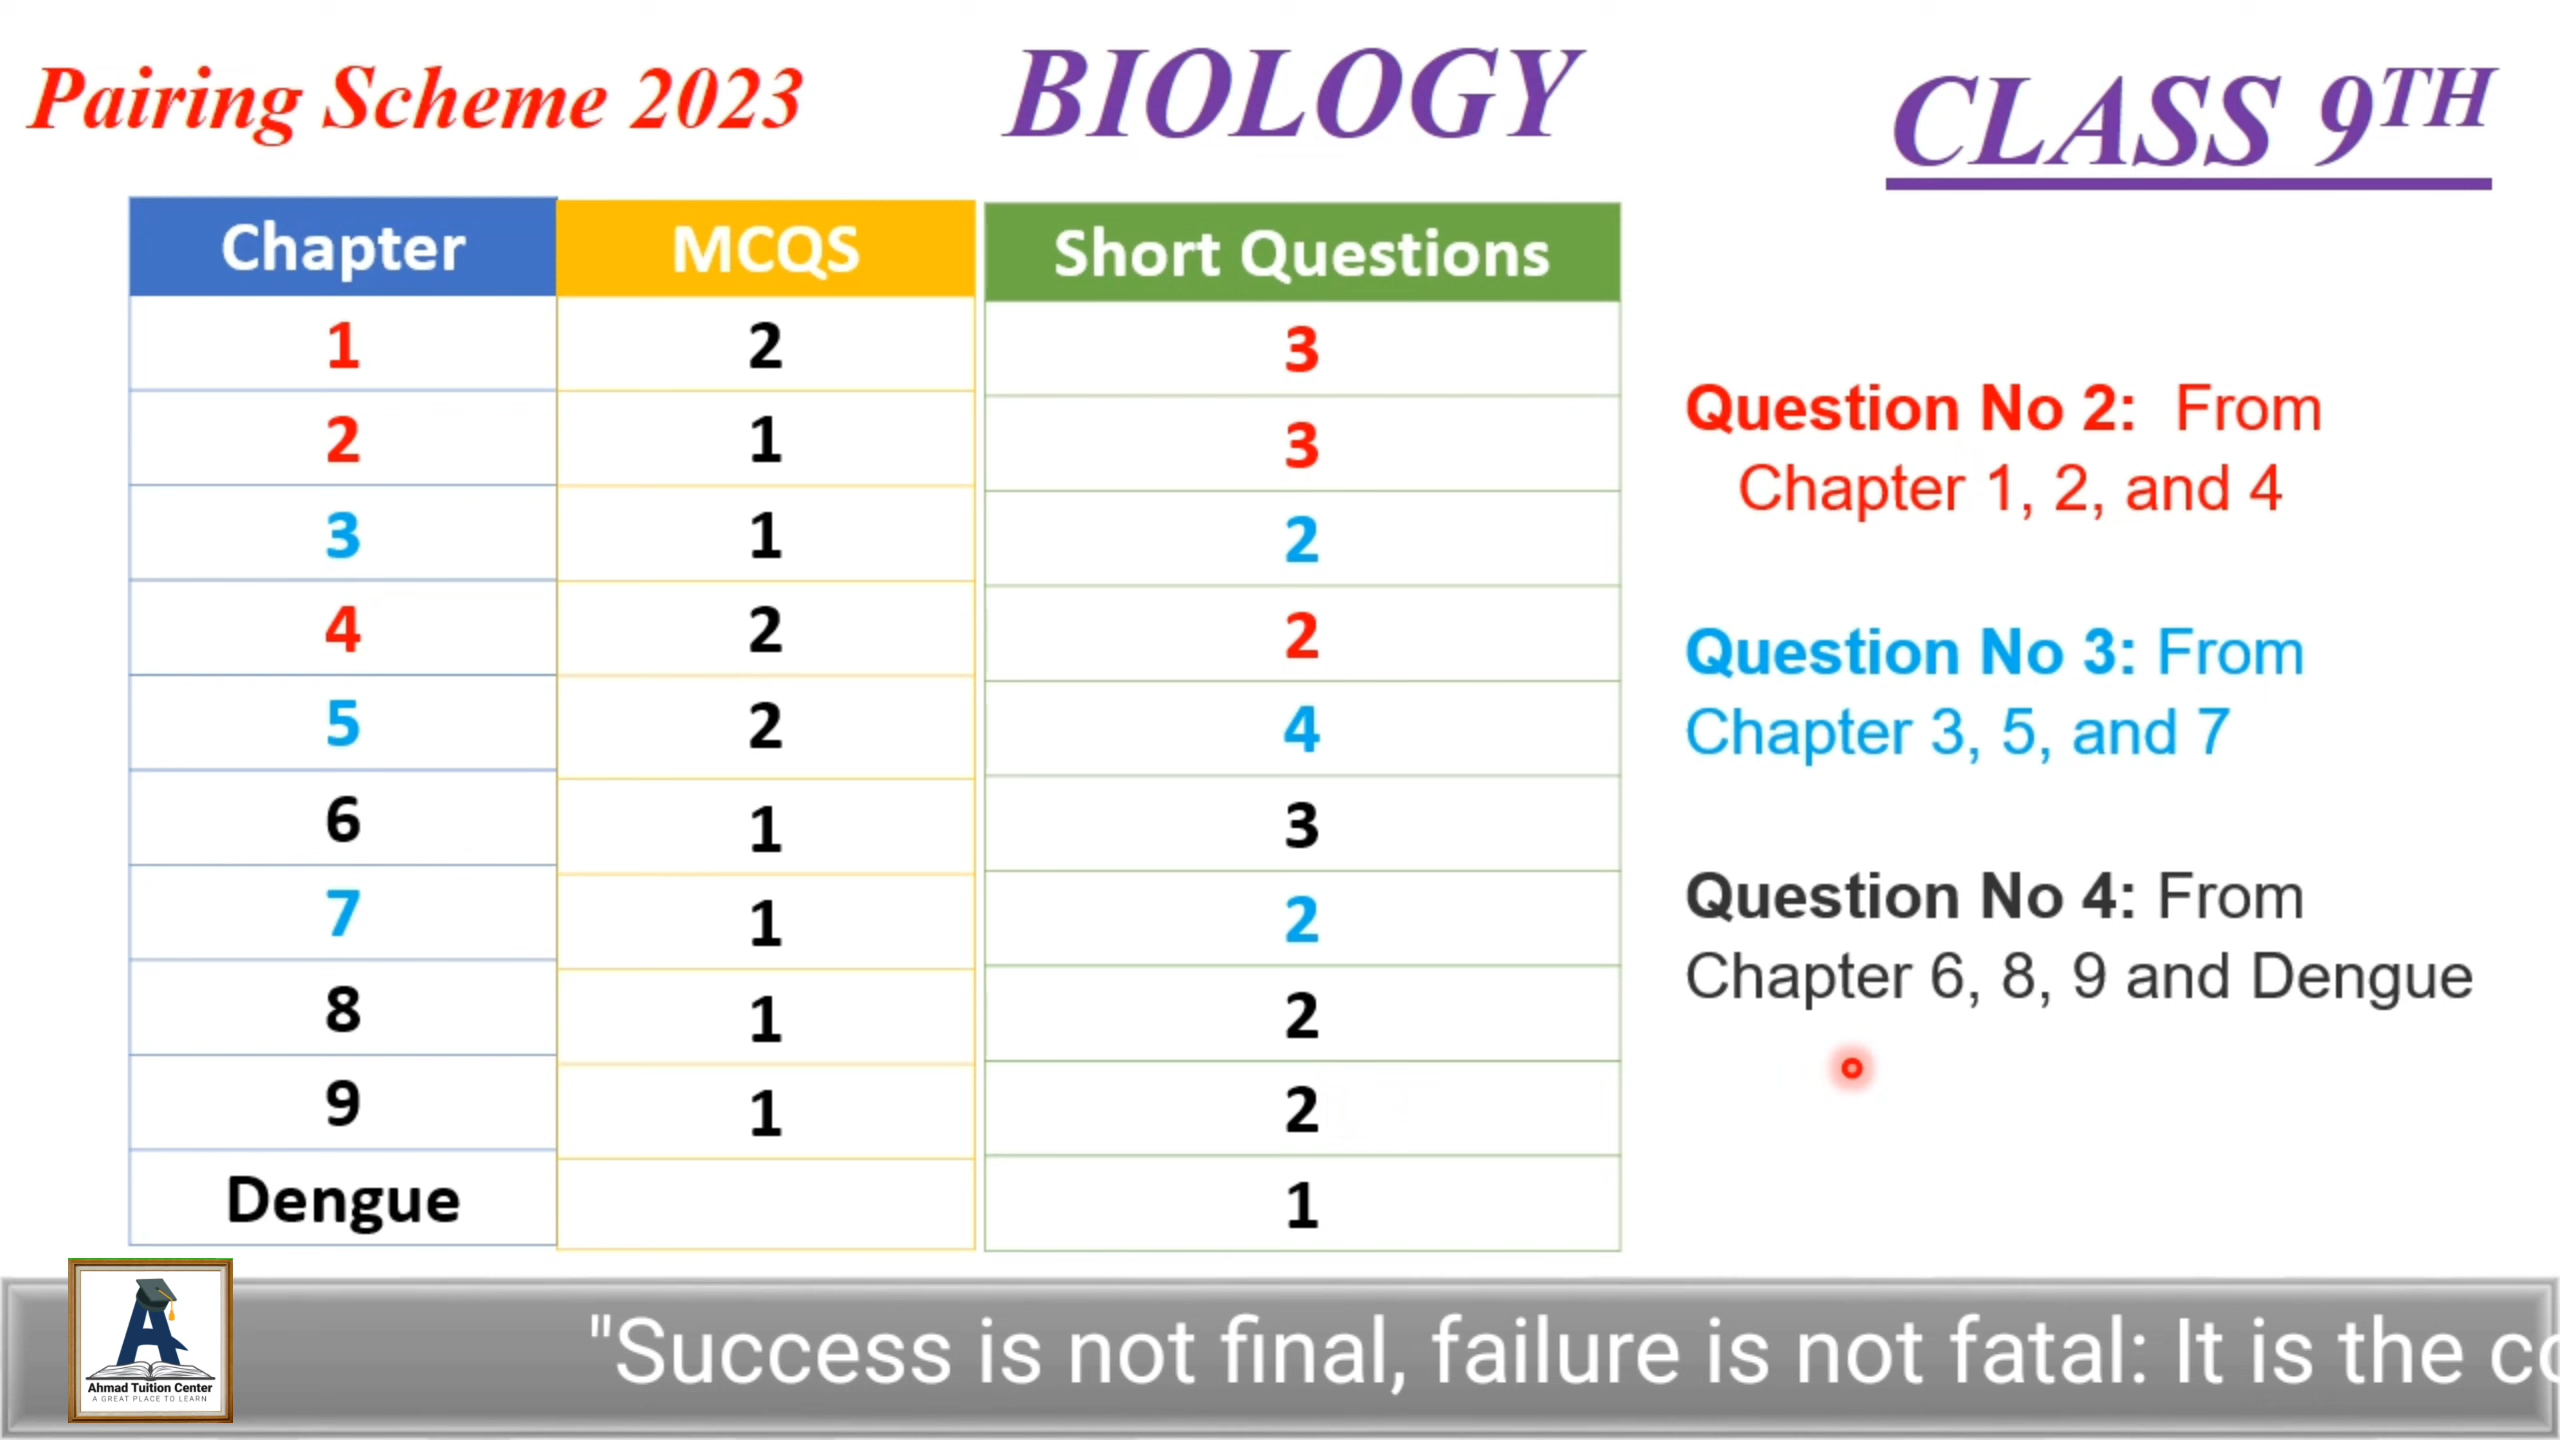 Pairing Scheme 2023 BIOLOGY CLASS 9TH
Chapter MCQS Short Questions
1 2 3
2 1 3
3 1 2
4 2 2
5 2 4
6 1 3
7 1 2
8 1 2
9 1 2
Dengue 1
Question No 2: From
Chapter 1, 2, and 4
Question No 3: From
Chapter 3, 5, and 7
Question No 4: From
Chapter 6, 8, 9 and Dengue
Ahmad Tuition Center
A GREAT PLACE TO LEARN
"Success is not final, failure is not fatal: It is the co